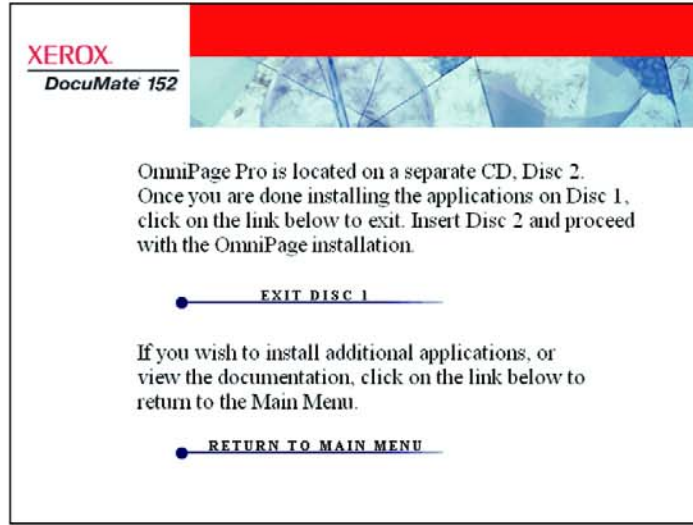 XEROX.
DocuMate 152
OmniPage Pro is located on a separate CD, Disc 2.
Once you are done installing the applications on Disc 1,
click on the link below to exit. Insert Disc 2 and proceed
with the OmniPage installation.
EXIT DISC 1
If you wish to install additional applications, or
view the documentation, click on the link below to
return to the Main Menu.
RETURN TO MAIN MENU